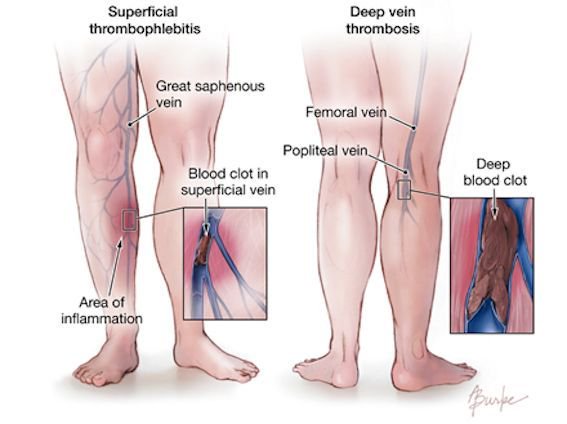 Superficial
thrombophlebitis
Great saphenous
vein
Blood clot in
superficial vein
Area of
inflammation
Deep vein
thrombosis
Femoral vein
Popliteal vein
Deep
blood clot
ABurke